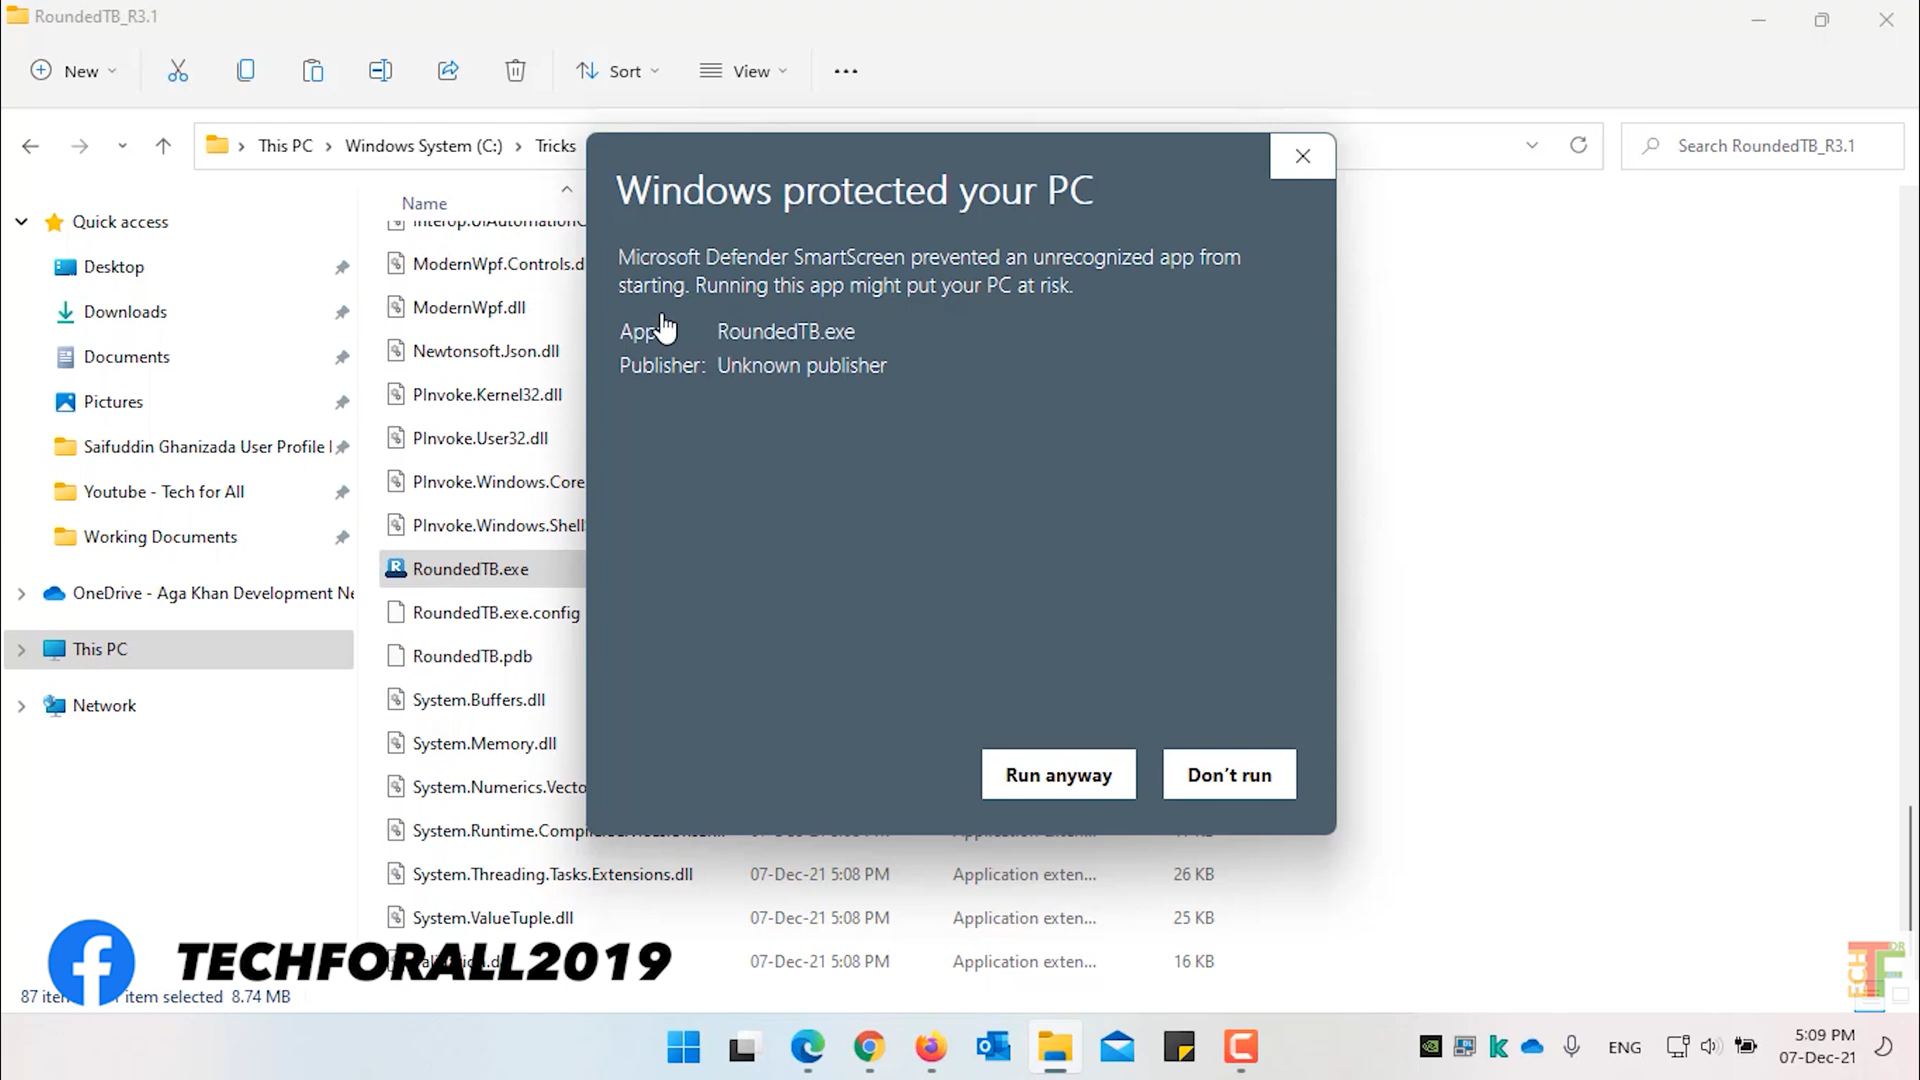 RoundedTB_R3.1
New
Sort
View
This PC
Windows System (C:)
Tricks
Search RoundedTB_R3.1
Quick access
Desktop
Downloads
Documents
Pictures
Saifuddin Ghanizada User Profile
Youtube - Tech for All
Working Documents
OneDrive - Aga Khan Development Ne
This PC
Network
Name
Interop.UIAutomationC
ModernWpf.Controls.d
ModernWpf.dll
Newtonsoft.Json.dll
PInvoke.Kernel32.dll
PInvoke.User32.dll
PInvoke.Windows.Core
PInvoke.Windows.Shell
RoundedTB.exe
RoundedTB.exe.config
RoundedTB.pdb
System.Buffers.dll
System.Memory.dll
System.Numerics.Vecto
System.Threading.Tasks.Extensions.dll 07-Dec-21 5:08 PM Application exten... 26 KB
System.ValueTuple.dll 07-Dec-21 5:08 PM Application exten... 25 KB
07-Dec-21 5:08 PM Application exten... 16 KB
Windows protected your PC
Microsoft Defender SmartScreen prevented an unrecognized app from
starting. Running this app might put your PC at risk.
App
RoundedTB.exe
Publisher: Unknown publisher
Run anyway
Don't run
TECHFORALL2019
87 item selected 8.74 MB
ENG
5:09 PM
07-Dec-21